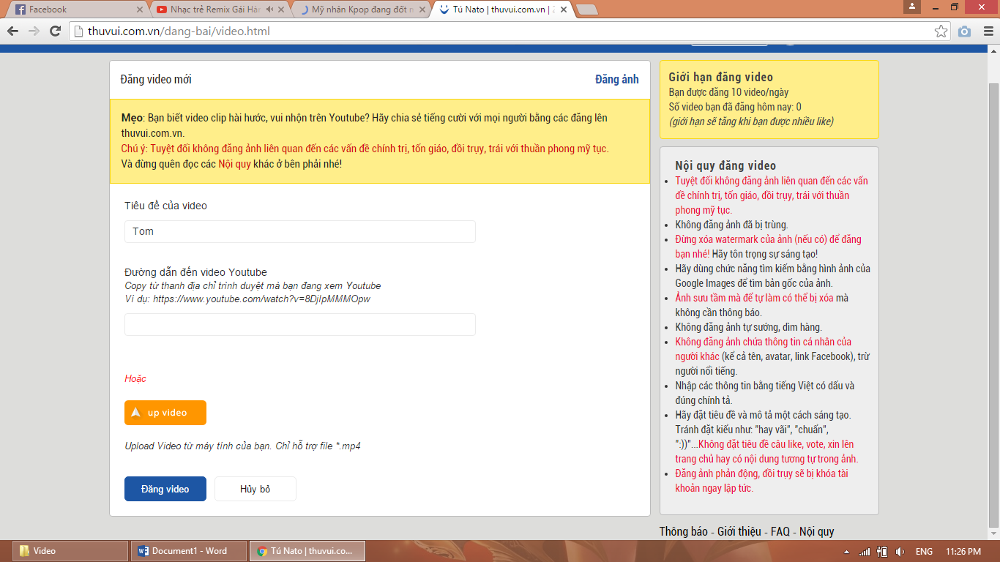 Facebook
Nhạc trẻ Remix Gái Hàn
Mỹ nhân Kpop đang đốt n
Tú Nato | thuvui.com.vn |
thuvui.com.vn/dang-bai/video.html
Đăng video mới
Đăng ảnh
Mẹo: Bạn biết video clip hài hước, vui nhộn trên Youtube? Hãy chia sẻ tiếng cười với mọi người bằng các đăng lên
thuvui.com.vn.
Chú ý: Tuyệt đối không đăng ảnh liên quan đến các vấn đề chính trị, tốn giáo, đồi trụy, trái với thuần phong mỹ tục.
Và đừng quên đọc các Nội quy khác ở bên phải nhé!
Tiêu đề của video
Tom
Đường dẫn đến video Youtube
Copy từ thanh địa chỉ trình duyệt mà bạn đang xem Youtube
Ví dụ: https://www.youtube.com/watch?v=8DjIpMMMOpw
Hoặc
up video
Upload Video từ máy tính của bạn. Chỉ hỗ trợ file *.mp4
Đăng video
Hủy bỏ
Giới hạn đăng video
Bạn được đăng 10 video/ngày
Số video bạn đã đăng hôm nay: 0
(giới hạn sẽ tăng khi bạn được nhiều like)
Nội quy đăng video
Tuyệt đối không đăng ảnh liên quan đến các vấn
đề chính trị, tốn giáo, đồi trụy, trái với thuần
phong mỹ tục.
Không đăng ảnh đã bị trùng.
Đừng xóa watermark của ảnh (nếu có) để đăng
bạn nhé! Hãy tôn trọng sự sáng tạo!
Hãy dùng chức năng tìm kiếm bằng hình ảnh của
Google Images để tìm bản gốc của ảnh.
Ảnh sưu tầm mà để tự làm có thể bị xóa mà
không cần thông báo.
Không đăng ảnh tự sướng, dìm hàng.
Không đăng ảnh chứa thông tin cá nhân của
người khác (kể cả tên, avatar, link Facebook), trừ
người nổi tiếng.
Nhập các thông tin bằng tiếng Việt có dấu và
đúng chính tả.
Hãy đặt tiêu đề và mô tả một cách sáng tạo.
Tránh đặt kiểu như: "hay vãi", "chuẩn",
":))"...Không đặt tiêu đề câu like, vote, xin lên
trang chủ hay có nội dung tương tự trong ảnh.
Đăng ảnh phản động, đồi trụy sẽ bị khóa tài
khoản ngay lập tức.
Thông báo - Giới thiệu - FAQ - Nội quy
Video
Document1 - Word
Tú Nato | thuvui.co...
ENG
11:26 PM